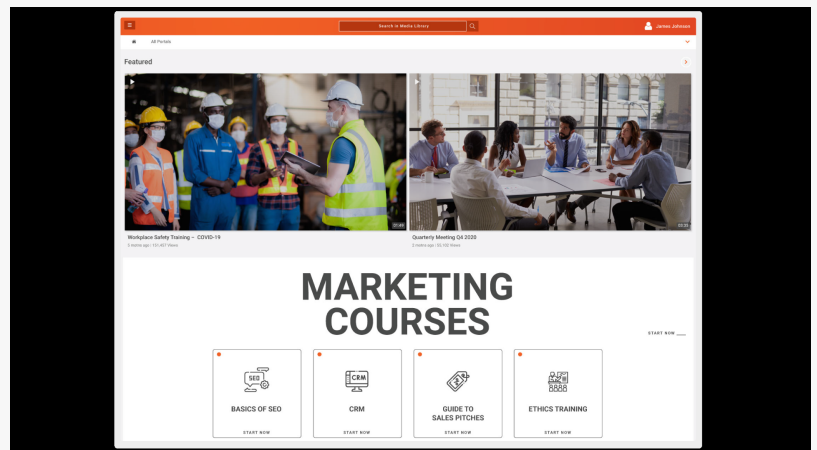 Search in Media Library
James Johnson
All Portals
Featured
Workplace Safety Training – COVID-19
Quarterly Meeting Q4 2020
MARKETING
COURSES
START NOW
SEO
CRM
BASICS OF SEO
CRM
GUIDE TO
SALES PITCHES
ETHICS TRAINING
START NOW
START NOW
START NOW
START NOW